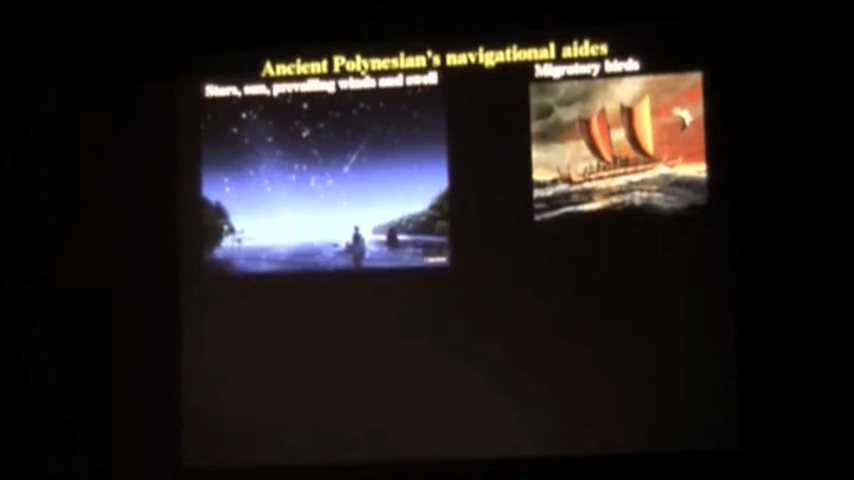 Ancient Polynesian's navigational aides
Stars, sun, prevailing winds and swell
Migratory birds